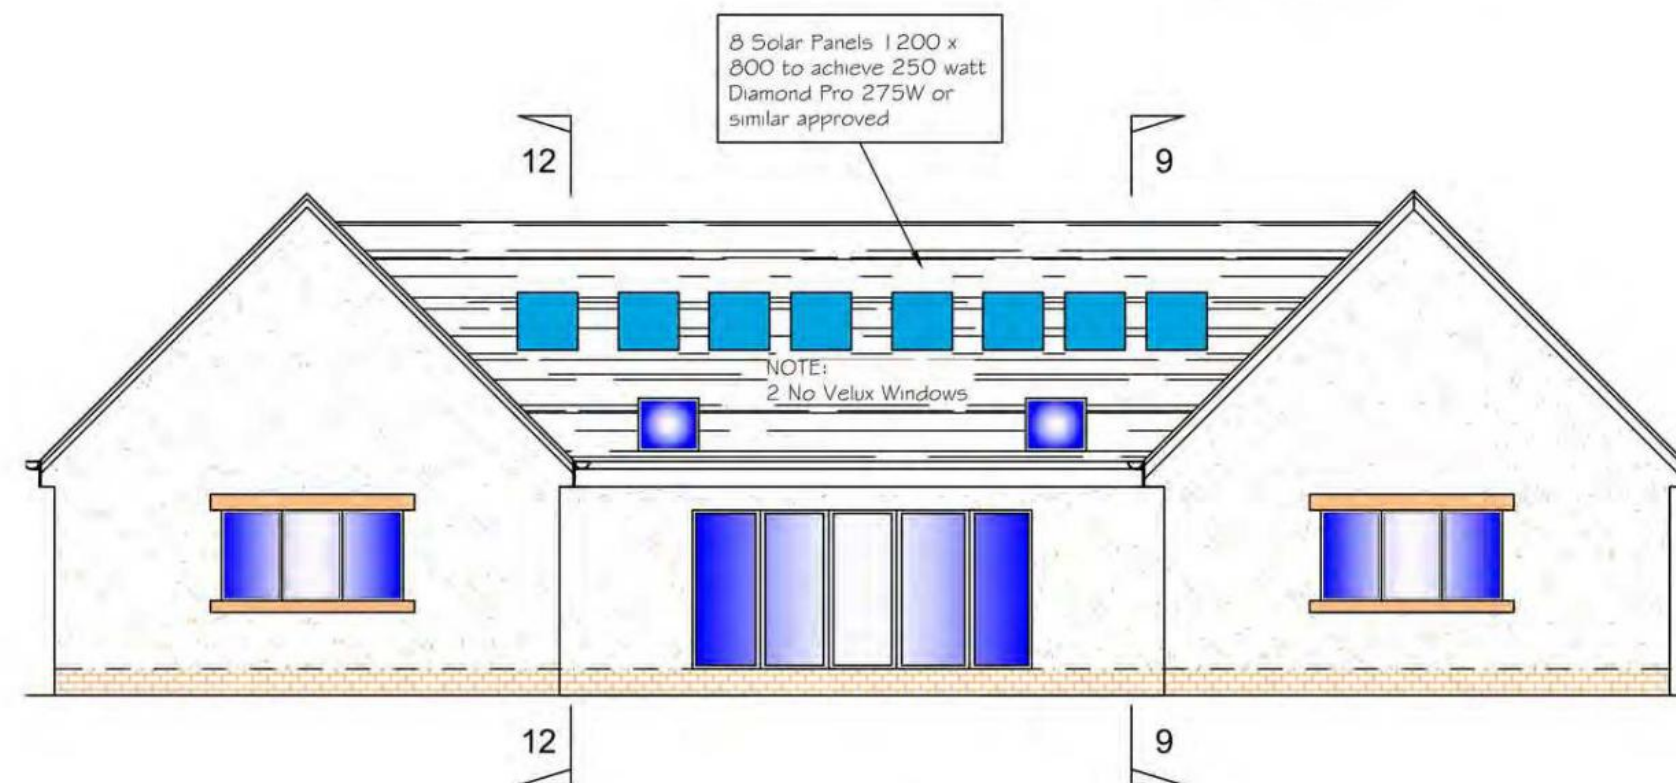 8 Solar Panels 1200 x
800 to achieve 250 watt
Diamond Pro 275W or
similar approved
12
9
NOTE:
2 No Velux Windows
12
9